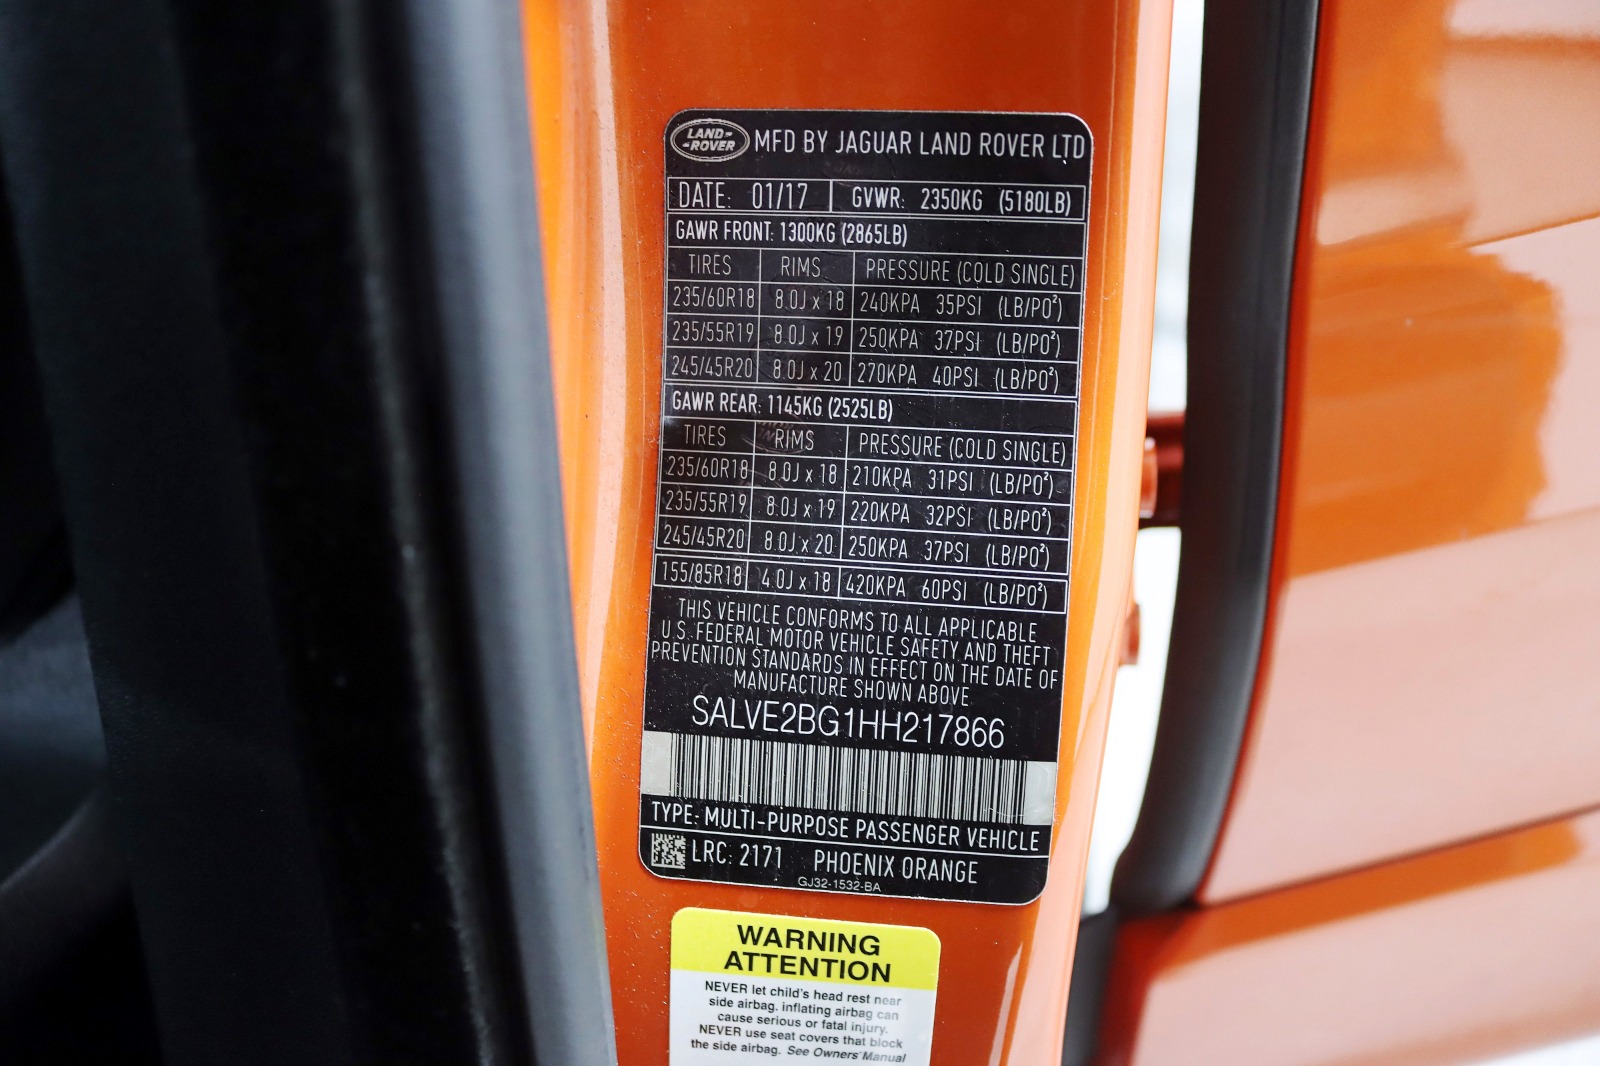 LAND-
-ROVER
MFD BY JAGUAR LAND ROVER LTD
DATE: 01/17 GVWR: 2350KG (5180LB)
GAWR FRONT: 1300KG (2865LB)
TIRES RIMS PRESSURE (COLD SINGLE)
235/60R18 8.0J x 18 240KPA 35PSI (LB/PO²)
235/55R19 8.0J x 19 250KPA 37PSI (LB/PO²)
245/45R20 8.0J x 20 270KPA 40PSI (LB/PO²)
GAWR REAR: 1145KG (2525LB)
TIRES RIMS PRESSURE (COLD SINGLE)
235/60R18 8.0J x 18 210KPA 31PSI (LB/PO²)
235/55R19 8.0J x 19 220KPA 32PSI (LB/PO²)
245/45R20 8.0J x 20 250KPA 37PSI (LB/PO²)
155/85R18 4.0J x 18 420KPA 60PSI (LB/PO²)
THIS VEHICLE CONFORMS TO ALL APPLICABLE
U.S. FEDERAL MOTOR VEHICLE SAFETY AND THEFT
PREVENTION STANDARDS IN EFFECT ON THE DATE OF
MANUFACTURE SHOWN ABOVE
SALVE2BG1HH217866
TYPE: MULTI-PURPOSE PASSENGER VEHICLE
LRC: 2171 PHOENIX ORANGE
GJ32-1532-BA
WARNING
ATTENTION
NEVER let child's head rest near
side airbag. inflating airbag can
cause serious or fatal injury.
NEVER use seat covers that block
the side airbag. See Owners' Manual